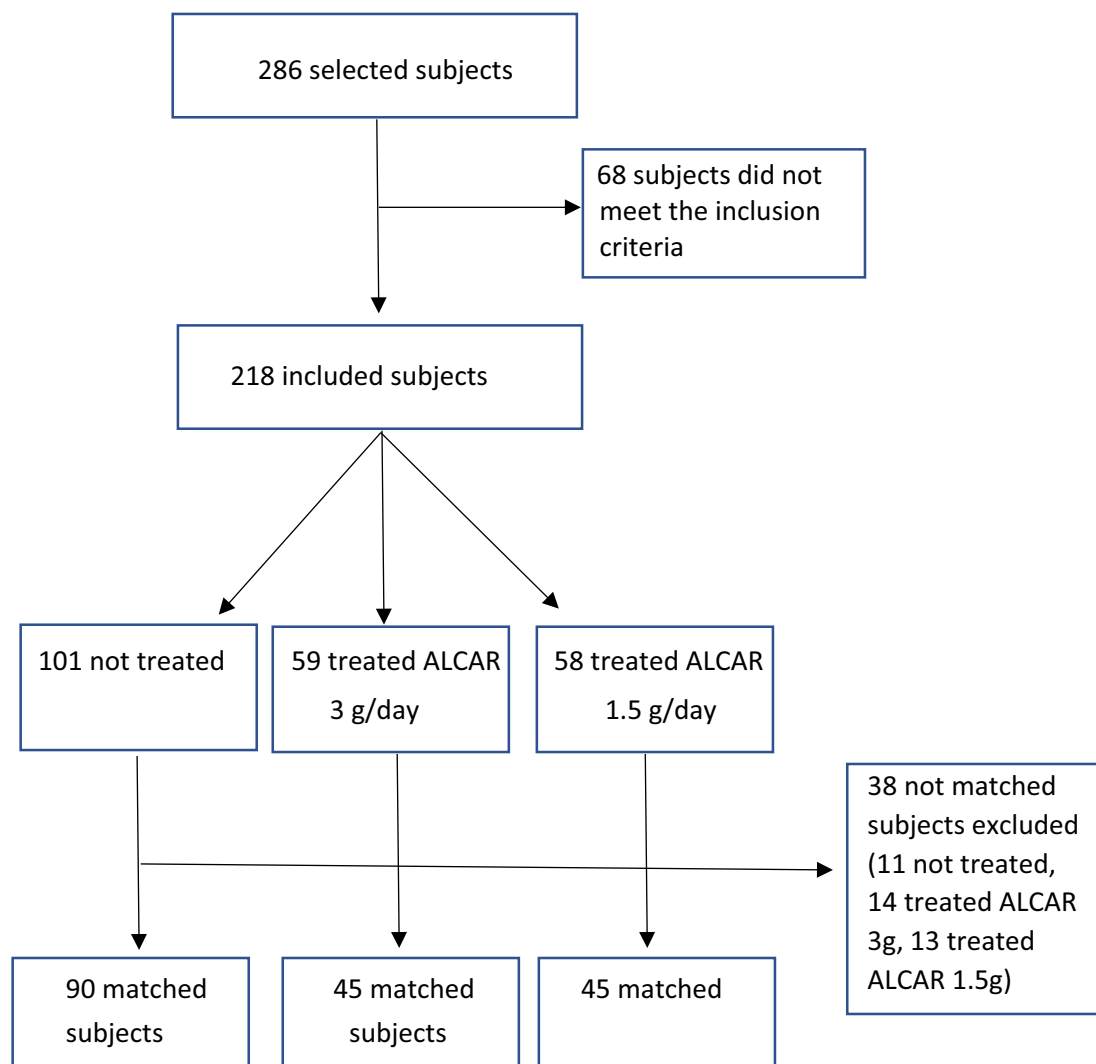 286 selected subjects
68 subjects did not
meet the inclusion
criteria
218 included subjects
101 not treated
59 treated ALCAR
3 g/day
58 treated ALCAR
1.5 g/day
38 not matched
subjects excluded
(11 not treated,
14 treated ALCAR
3g, 13 treated
ALCAR 1.5g)
90 matched
subjects
45 matched
subjects
45 matched